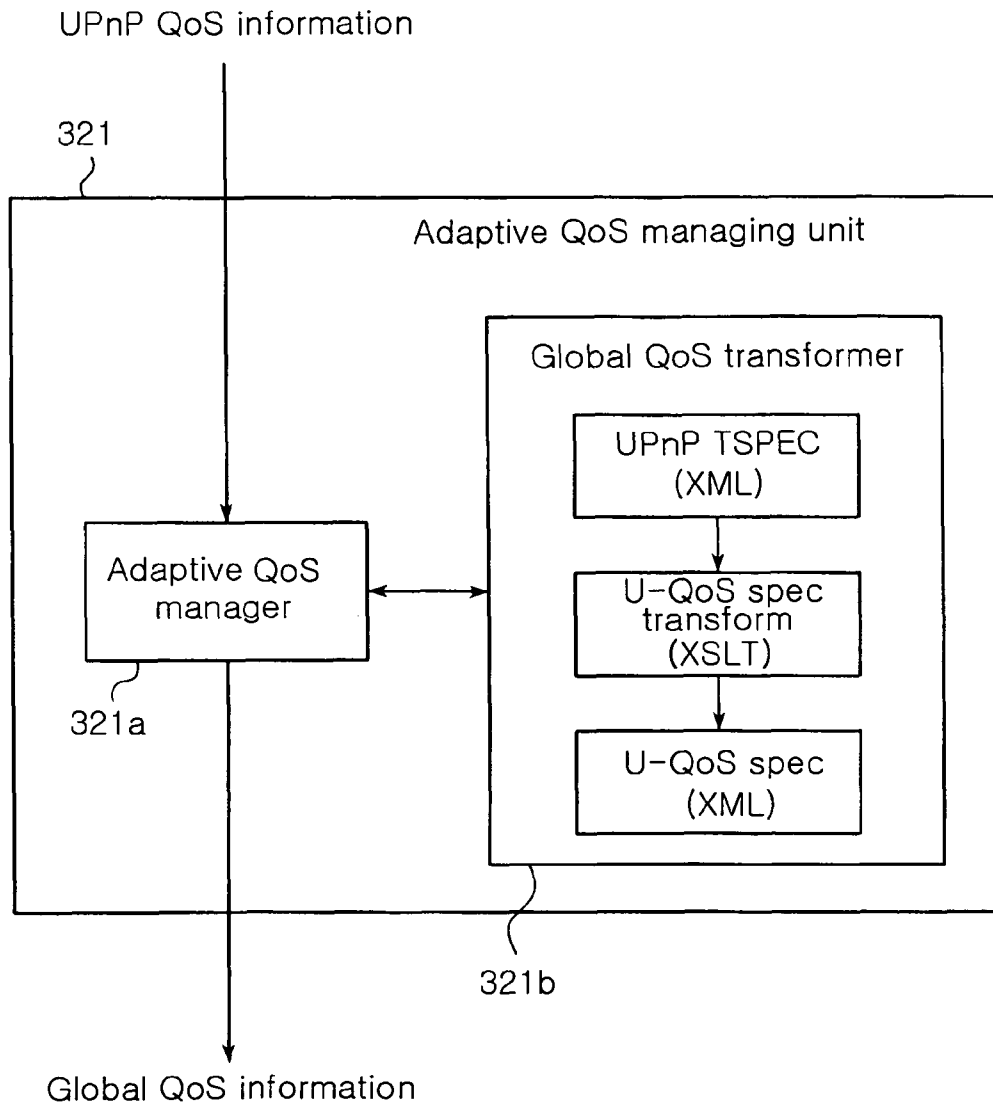 UPnP QoS information
321
Adaptive QoS managing unit
Global QoS transformer
UPnP TSPEC
(XML)
Adaptive QoS
manager
U-QoS spec
transform
(XSLT)
321a
U-QoS spec
(XML)
321b
Global QoS information